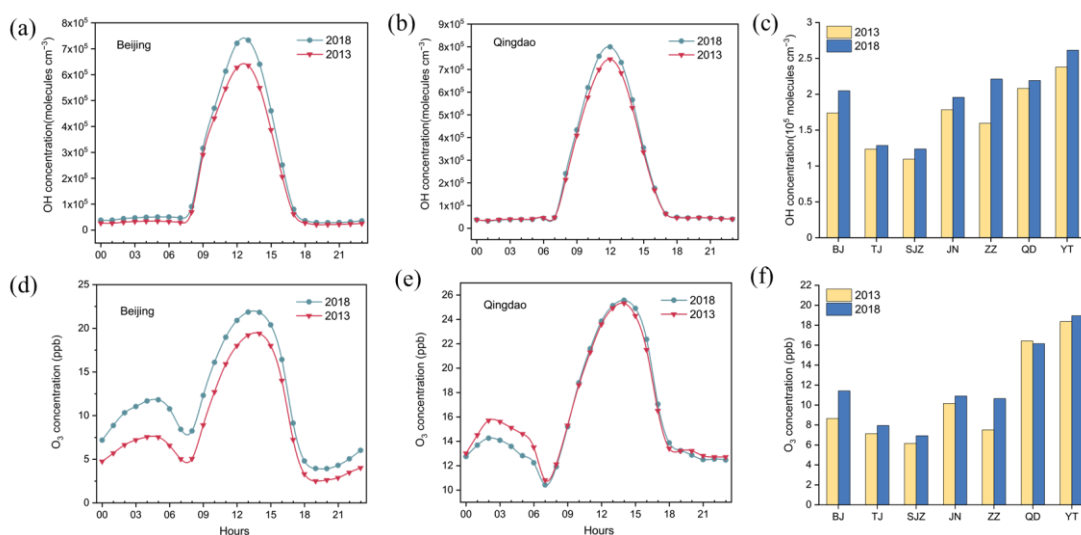 (a)
OH concentration(molecules cm⁻³)
8x10⁵
7x10⁵
6x10⁵
5x10⁵
4x10⁵
3x10⁵
2x10⁵
1x10⁵
0
Beijing
2018
2013
00 03 06 09 12 15 18 21
(b)
OH concentration(molecules cm⁻³)
9x10⁵
8x10⁵
7x10⁵
6x10⁵
5x10⁵
4x10⁵
3x10⁵
2x10⁵
1x10⁵
0
Qingdao
2018
2013
00 03 06 09 12 15 18 21
(c)
OH concentration(10⁵ molecules cm⁻³)
3
2.5
2
1.5
1
0
2013
2018
BJ TJ SJZ JN ZZ QD YT
(d)
O₃ concentration (ppb)
25
20
15
10
5
0
Beijing
2018
2013
00 03 06 09 12 15 18 21
Hours
(e)
O₃ concentration (ppb)
26
24
22
20
18
16
14
12
10
Qingdao
2018
2013
00 03 06 09 12 15 18 21
Hours
(f)
O₃ concentration (ppb)
22
20
18
16
14
12
10
8
6
4
2
0
2013
2018
BJ TJ SJZ JN ZZ QD YT